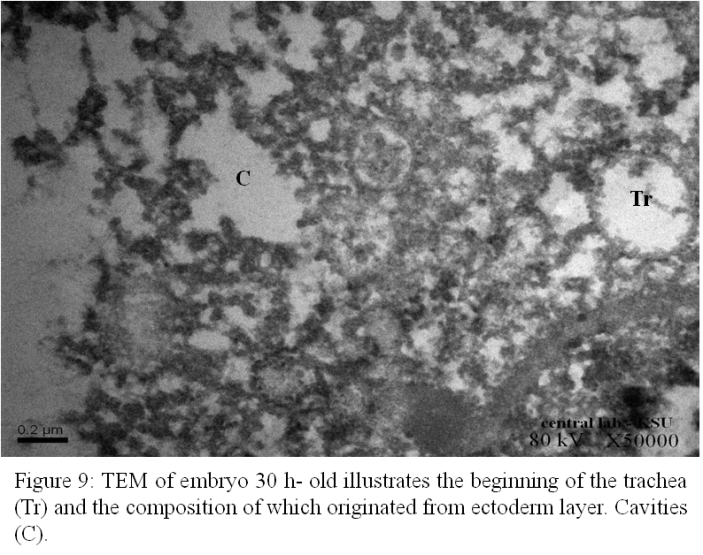 C
Tr
0.2 µm
central lab - KSU
80 kV X50000
Figure 9: TEM of embryo 30 h- old illustrates the beginning of the trachea
(Tr) and the composition of which originated from ectoderm layer. Cavities
(C).